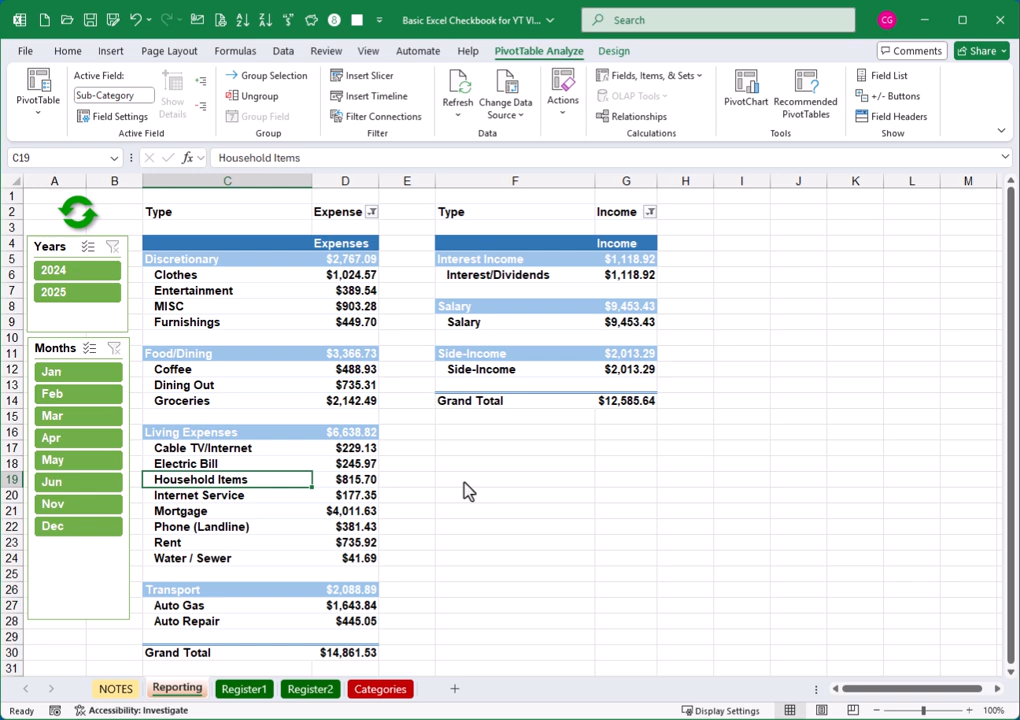 Basic Excel Checkbook for YT VI... Search CG
File Home Insert Page Layout Formulas Data Review View Automate Help PivotTable Analyze Design Comments Share
PivotTable Active Field: Sub-Category Field Settings Show Details Active Field
Group Selection Ungroup Group Field Group
Insert Slicer Insert Timeline Filter Connections Filter
Refresh Change Data Source Data Actions
Fields, Items, & Sets OLAP Tools Relationships Calculations
PivotChart Recommended PivotTables Tools
Field List +/- Buttons Field Headers Show
C19 fx Household Items
A B C D E F G H I J K L M
1
2 Type Expense Type Income
3
Years
2024
2025
Months
Jan
Feb
Mar
Apr
May
Jun
Nov
Dec
4 Expenses Income
5 Discretionary $2,767.09 Interest Income $1,118.92
6 Clothes $1,024.57 Interest/Dividends $1,118.92
7 Entertainment $389.54
8 MISC $903.28 Salary $9,453.43
9 Furnishings $449.70 Salary $9,453.43
10
11 Food/Dining $3,366.73 Side-Income $2,013.29
12 Coffee $488.93 Side-Income $2,013.29
13 Dining Out $735.31
14 Groceries $2,142.49 Grand Total $12,585.64
15
16 Living Expenses $6,638.82
17 Cable TV/Internet $229.13
18 Electric Bill $245.97
19 Household Items $815.70
20 Internet Service $177.35
21 Mortgage $4,011.63
22 Phone (Landline) $381.43
23 Rent $735.92
24 Water / Sewer $41.69
25
26 Transport $2,088.89
27 Auto Gas $1,643.84
28 Auto Repair $445.05
29
30 Grand Total $14,861.53
31
NOTES Reporting Register1 Register2 Categories
Ready Accessibility: Investigate Display Settings 100%